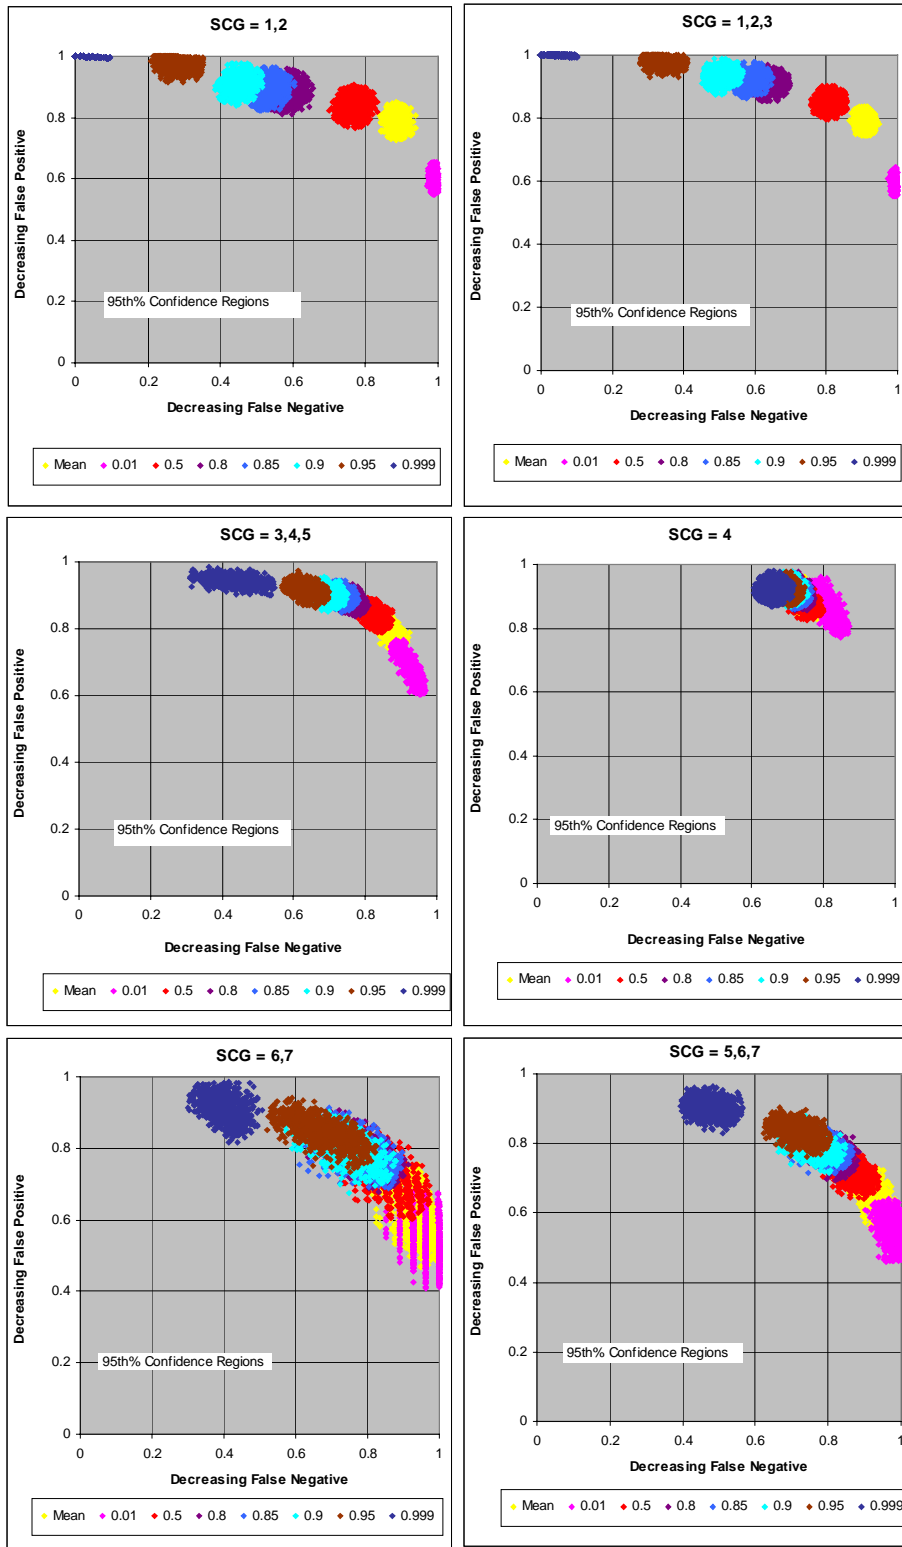 SCG = 1,2
Decreasing False Positive
1
0.8
0.6
0.4
0.2
0
95th% Confidence Regions
0 0.2 0.4 0.6 0.8 1
Decreasing False Negative
Mean 0.01 0.5 0.8 0.85 0.9 0.95 0.999
SCG = 1,2,3
Decreasing False Positive
1
0.8
0.6
0.4
0.2
0
95th% Confidence Regions
0 0.2 0.4 0.6 0.8 1
Decreasing False Negative
Mean 0.01 0.5 0.8 0.85 0.9 0.95 0.999
SCG = 3,4,5
Decreasing False Positive
1
0.8
0.6
0.4
0.2
0
95th% Confidence Regions
0 0.2 0.4 0.6 0.8 1
Decreasing False Negative
Mean 0.01 0.5 0.8 0.85 0.9 0.95 0.999
SCG = 4
Decreasing False Positive
1
0.8
0.6
0.4
0.2
0
95th% Confidence Regions
0 0.2 0.4 0.6 0.8 1
Decreasing False Negative
Mean 0.01 0.5 0.8 0.85 0.9 0.95 0.999
SCG = 6,7
Decreasing False Positive
1
0.8
0.6
0.4
0.2
0
95th% Confidence Regions
0 0.2 0.4 0.6 0.8 1
Decreasing False Negative
Mean 0.01 0.5 0.8 0.85 0.9 0.95 0.999
SCG = 5,6,7
Decreasing False Positive
1
0.8
0.6
0.4
0.2
0
95th% Confidence Regions
0 0.2 0.4 0.6 0.8 1
Decreasing False Negative
Mean 0.01 0.5 0.8 0.85 0.9 0.95 0.999